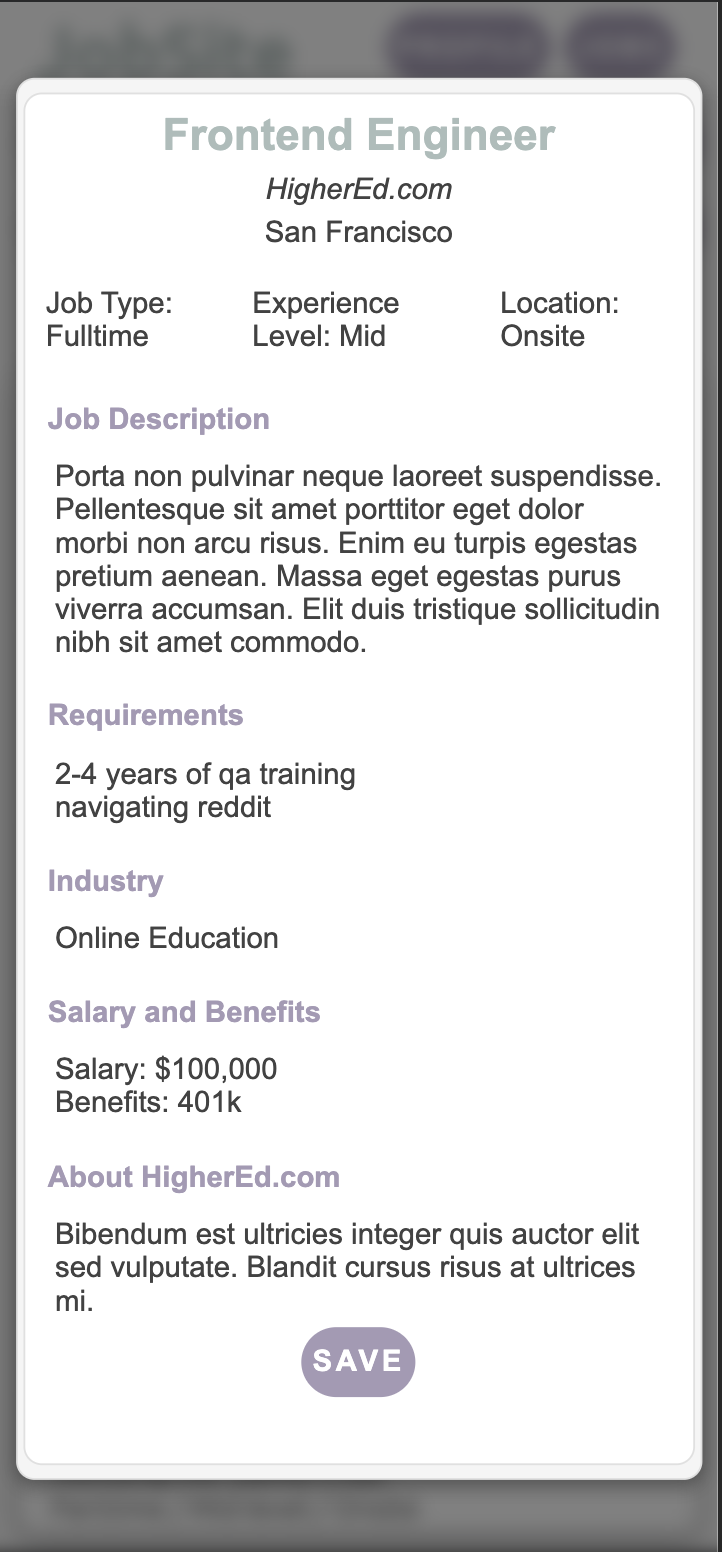 JobSite
Frontend Engineer
HigherEd.com
San Francisco
Job Type:
Fulltime
Experience
Level: Mid
Location:
Onsite
Job Description
Porta non pulvinar neque laoreet suspendisse.
Pellentesque sit amet porttitor eget dolor
morbi non arcu risus. Enim eu turpis egestas
pretium aenean. Massa eget egestas purus
viverra accumsan. Elit duis tristique sollicitudin
nibh sit amet commodo.
Requirements
2-4 years of qa training
navigating reddit
Industry
Online Education
Salary and Benefits
Salary: $100,000
Benefits: 401k
About HigherEd.com
Bibendum est ultricies integer quis auctor elit
sed vulputate. Blandit cursus risus at ultrices
mi.
SAVE